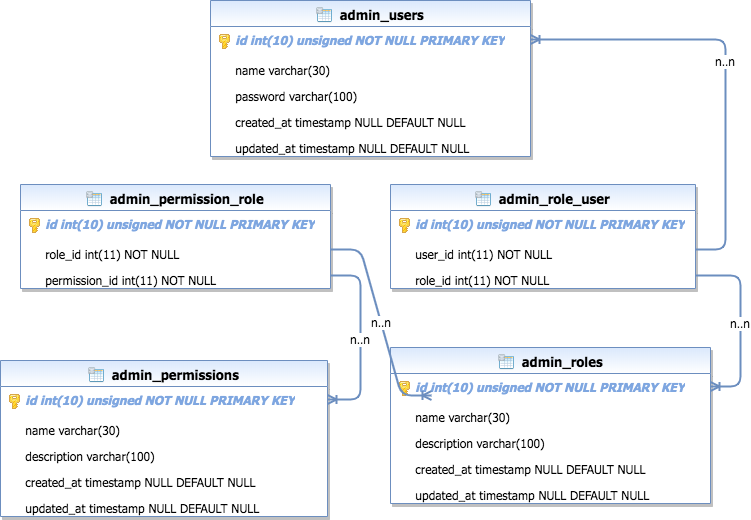 admin_users
id int(10) unsigned NOT NULL PRIMARY KEY
name varchar(30)
password varchar(100)
created_at timestamp NULL DEFAULT NULL
updated_at timestamp NULL DEFAULT NULL
n..n
admin_permission_role
id int(10) unsigned NOT NULL PRIMARY KEY
role_id int(11) NOT NULL
permission_id int(11) NOT NULL
admin_role_user
id int(10) unsigned NOT NULL PRIMARY KEY
user_id int(11) NOT NULL
role_id int(11) NOT NULL
n..n
n..n
n..n
admin_permissions
id int(10) unsigned NOT NULL PRIMARY KEY
name varchar(30)
description varchar(100)
created_at timestamp NULL DEFAULT NULL
updated_at timestamp NULL DEFAULT NULL
admin_roles
id int(10) unsigned NOT NULL PRIMARY KEY
name varchar(30)
description varchar(100)
created_at timestamp NULL DEFAULT NULL
updated_at timestamp NULL DEFAULT NULL